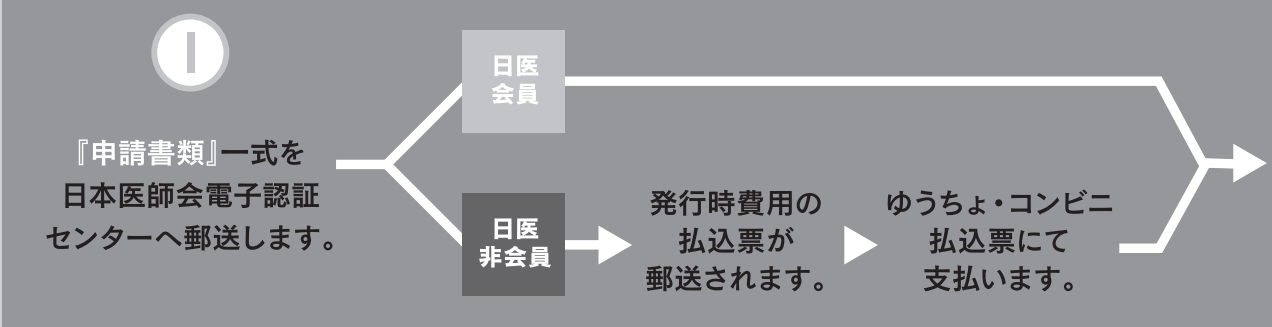 1
『申請書類』一式を
日本医師会電子認証
センターへ郵送します。
日医
会員
日医
非会員
発行時費用の
払込票が
郵送されます。
ゆうちょ・コンビニ
払込票にて
支払います。